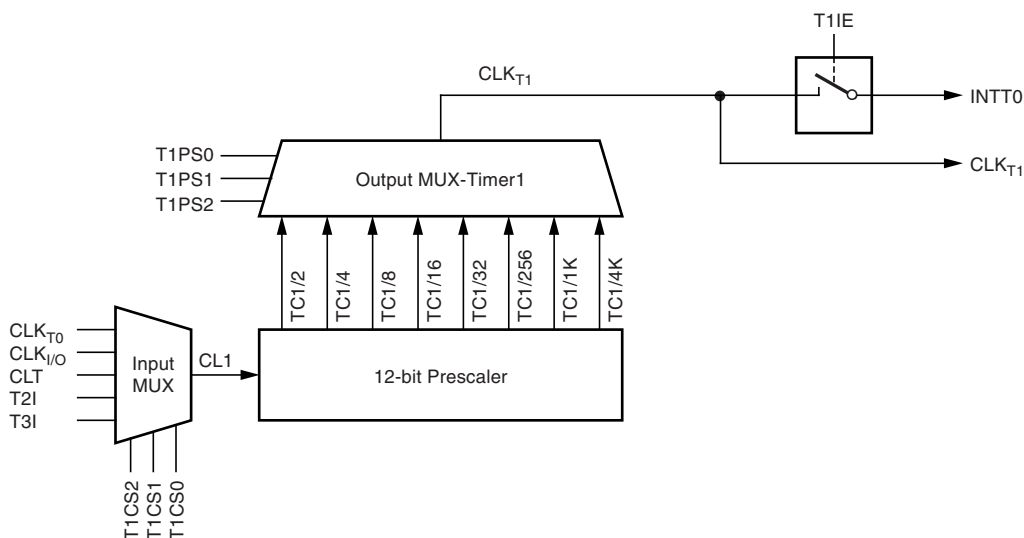 T1IE
CLKT1
INTT0
T1PS0
T1PS1
T1PS2
Output MUX-Timer1
CLKT1
TC1/2
TC1/4
TC1/8
TC1/16
TC1/32
TC1/256
TC1/1K
TC1/4K
CLKT0
CLKI/O
CLT
T2I
T3I
Input
MUX
CL1
12-bit Prescaler
T1CS2
T1CS1
T1CS0